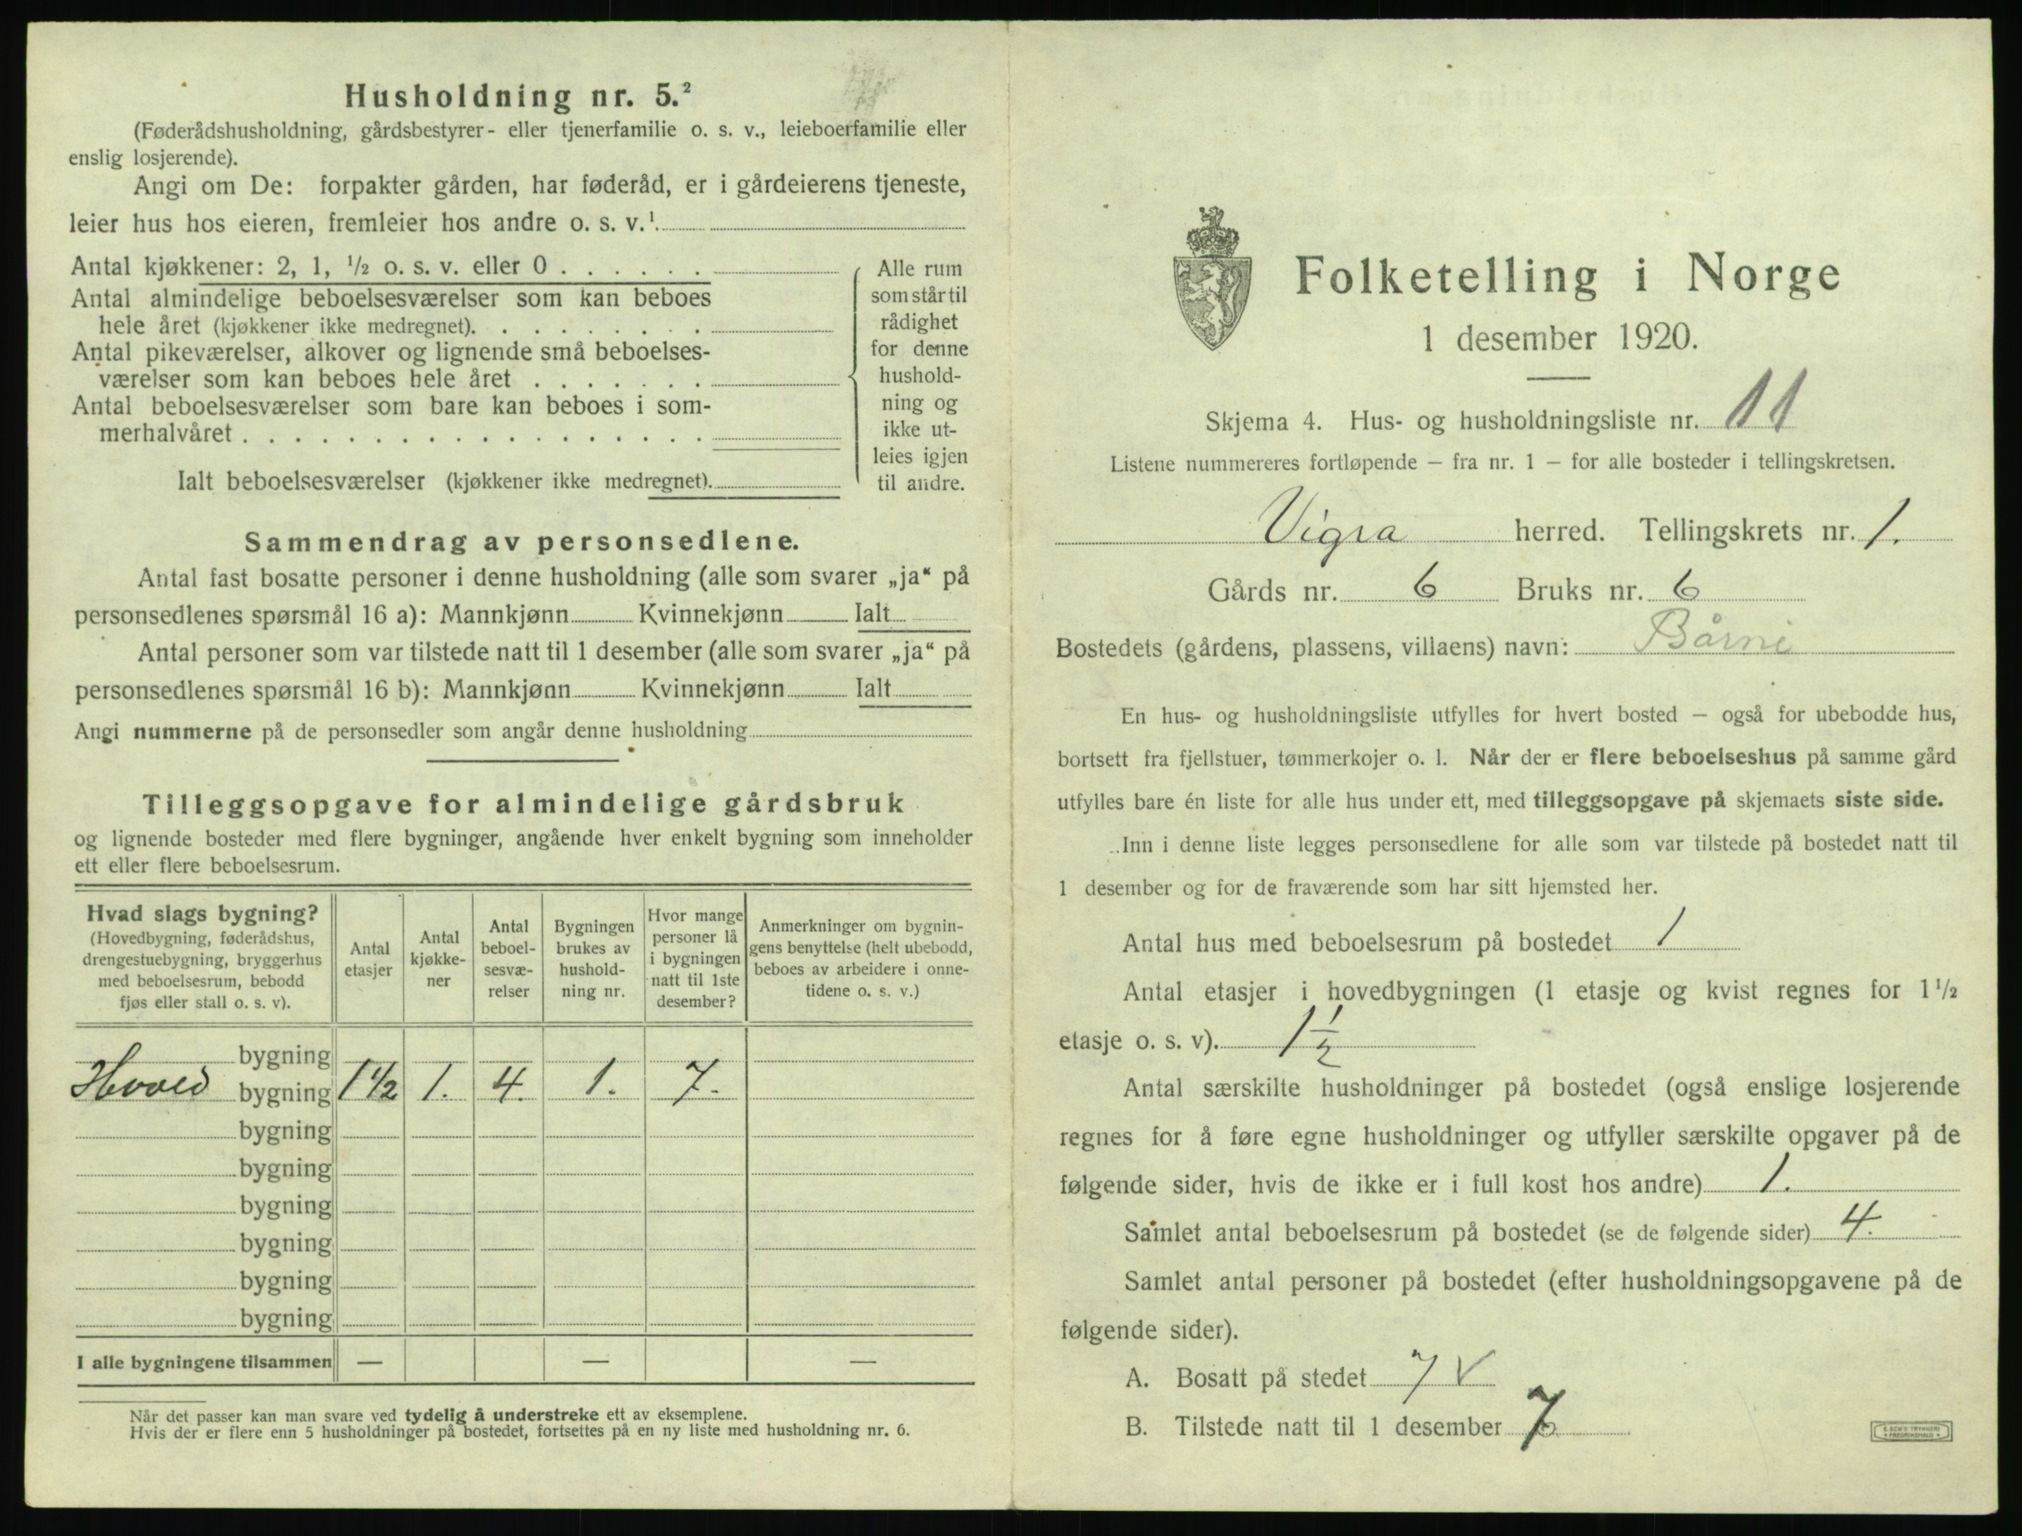 Husholdning nr. 5.²
(Føderådshusholdning, gårdsbestyrer- eller tjenerfamilie o. s. v., leieboerfamilie eller
enslig losjerende).
Angi om De: forpakter gården, har føderåd, er i gårdeierens tjeneste,
leier hus hos eieren, fremleier hos andre o. s. v.¹
Antal kjøkkener: 2, 1, ½ o. s. v. eller 0 . . . . . .
Antal almindelige beboelsesværelser som kan beboes
hele året (kjøkkener ikke medregnet). . . . . . . . .
Antal pikeværelser, alkover og lignende små beboelses-
værelser som kan beboes hele året . . . . . . .
Antal beboelsesværelser som bare kan beboes i som-
merhalvåret . . . . . . . . . . . . . . . . . .
Ialt beboelsesværelser (kjøkkener ikke medregnet).
Alle rum
som står til
rådighet
for denne
hushold-
ning og
ikke ut-
leies igjen
til andre.
Sammendrag av personsedlene.
Antal fast bosatte personer i denne husholdning (alle som svarer „ja“ på
personsedlenes spørsmål 16 a): Mannkjønn Kvinnekjønn Ialt
Antal personer som var tilstede natt til 1 desember (alle som svarer „ja“ på
personsedlenes spørsmål 16 b): Mannkjønn Kvinnekjønn Ialt
Angi nummerne på de personsedler som angår denne husholdning
Tilleggsopgave for almindelige gårdsbruk
og lignende bosteder med flere bygninger, angående hver enkelt bygning som inneholder
ett eller flere beboelsesrum.
Hvad slags bygning?
(Hovedbygning, føderådshus,
drengestuebygning, bryggerhus
med beboelsesrum, bebodd
fjøs eller stall o. s. v).
Antal
etasjer
Antal
kjøkke-
ner
Antal
beboel-
sesvæ-
relser
Bygningen
brukes av
hushold-
ning nr.
Hvor mange
personer lå
i bygningen
natt til 1ste
desember?
Anmerkninger om bygnin-
gens benyttelse (helt ubebodd,
beboes av arbeidere i onne-
tidene o. s. v.)
bygning
Hoved bygning 1½ 1. 4. 1. 7.
bygning
bygning
bygning
bygning
bygning
bygning
I alle bygningene tilsammen — — —
Når det passer kan man svare ved tydelig å understreke ett av eksemplene.
Hvis der er flere enn 5 husholdninger på bostedet, fortsettes på en ny liste med husholdning nr. 6.
Folketelling i Norge
1 desember 1920.
Skjema 4. Hus- og husholdningsliste nr. 11
Listene nummereres fortløpende – fra nr. 1 – for alle bosteder i tellingskretsen.
Vigra herred. Tellingskrets nr. 1.
Gårds nr. 6 Bruks nr. 6
Bostedets (gårdens, plassens, villaens) navn: Bårni
En hus- og husholdningsliste utfylles for hvert bosted – også for ubebodde hus,
bortsett fra fjellstuer, tømmerkojer o. l. Når der er flere beboelseshus på samme gård
utfylles bare én liste for alle hus under ett, med tilleggsopgave på skjemaets siste side.
Inn i denne liste legges personsedlene for alle som var tilstede på bostedet natt til
1 desember og for de fraværende som har sitt hjemsted her.
Antal hus med beboelsesrum på bostedet 1
Antal etasjer i hovedbygningen (1 etasje og kvist regnes for 1½
etasje o. s. v). 1½
Antal særskilte husholdninger på bostedet (også enslige losjerende
regnes for å føre egne husholdninger og utfyller særskilte opgaver på de
følgende sider, hvis de ikke er i full kost hos andre) 1.
Samlet antal beboelsesrum på bostedet (se de følgende sider) 4.
Samlet antal personer på bostedet (efter husholdningsopgavene på de
følgende sider).
A. Bosatt på stedet 7 V
B. Tilstede natt til 1 desember 7